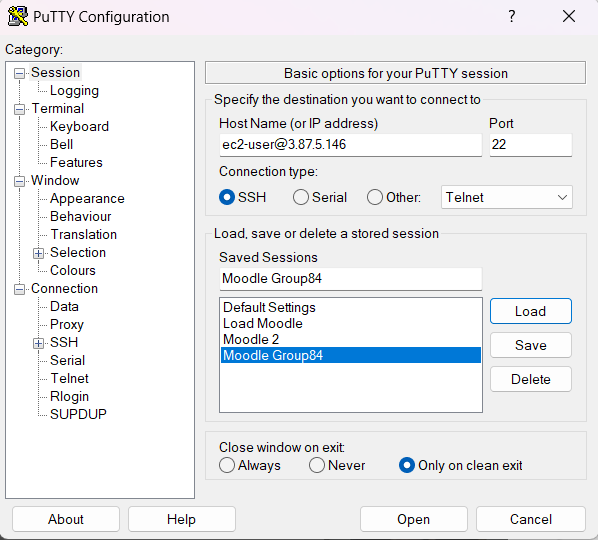 PuTTY Configuration
?
Category:
Session
Logging
Terminal
Keyboard
Bell
Features
Window
Appearance
Behaviour
Translation
Selection
Colours
Connection
Data
Proxy
SSH
Serial
Telnet
Rlogin
SUPDUP
Basic options for your PuTTY session
Specify the destination you want to connect to
Host Name (or IP address) Port
ec2-user@3.87.5.146 22
Connection type:
SSH Serial Other: Telnet
Load, save or delete a stored session
Saved Sessions
Moodle Group84
Default Settings
Load Moodle
Moodle 2
Moodle Group84
Load
Save
Delete
Close window on exit:
Always Never Only on clean exit
About Help Open Cancel